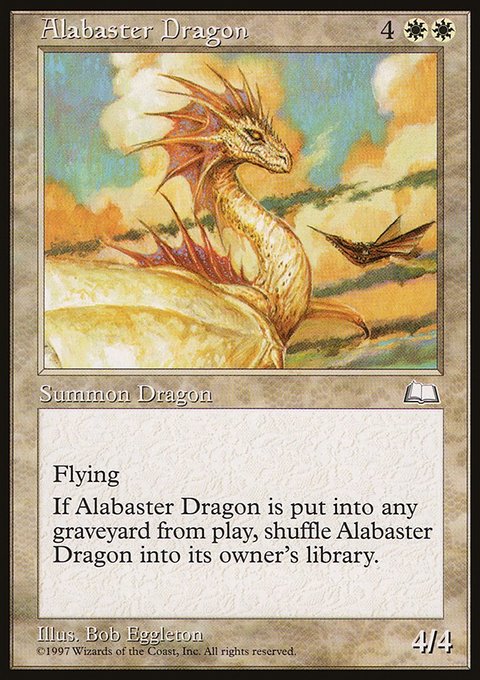 Alabaster Dragon 4
Summon Dragon
Flying
If Alabaster Dragon is put into any
graveyard from play, shuffle Alabaster
Dragon into its owner's library.
Illus. Bob Eggleton
4/4
©1997 Wizards of the Coast, Inc. All rights reserved.